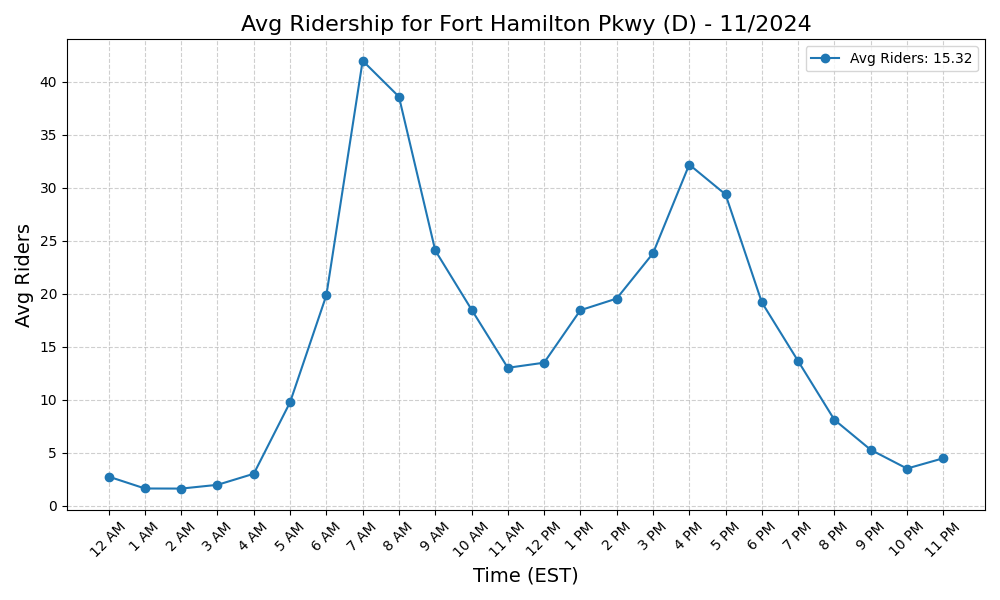 Avg Ridership for Fort Hamilton Pkwy (D) - 11/2024
Avg Riders: 15.32
Avg Riders
40
35
30
25
20
15
10
5
0
12 AM
1 AM
2 AM
3 AM
4 AM
5 AM
6 AM
7 AM
8 AM
9 AM
10 AM
11 AM
12 PM
1 PM
2 PM
3 PM
4 PM
5 PM
6 PM
7 PM
8 PM
9 PM
10 PM
11 PM
Time (EST)